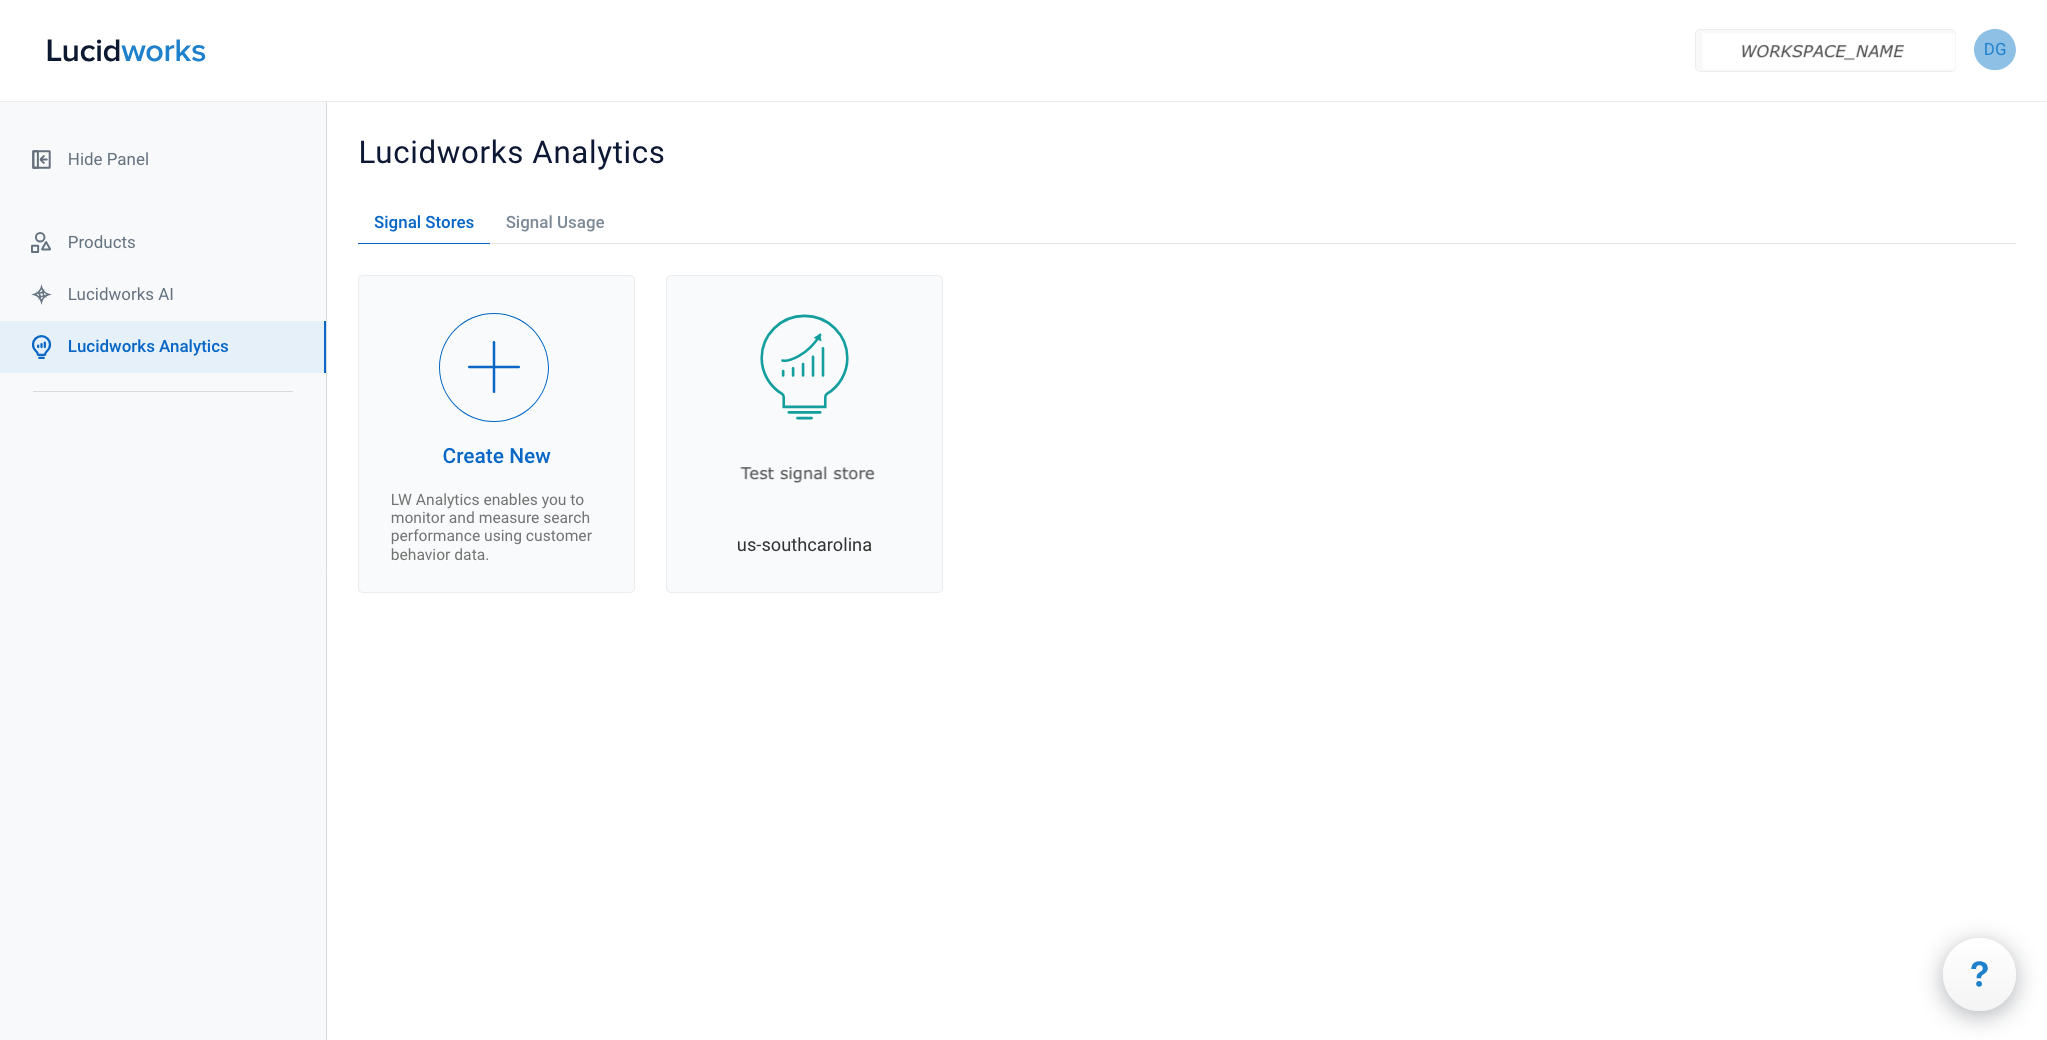 Lucidworks
WORKSPACE_NAME
DG
Hide Panel
Products
Lucidworks AI
Lucidworks Analytics
Lucidworks Analytics
Signal Stores
Signal Usage
Create New
LW Analytics enables you to
monitor and measure search
performance using customer
behavior data.
Test signal store
us-southcarolina
?